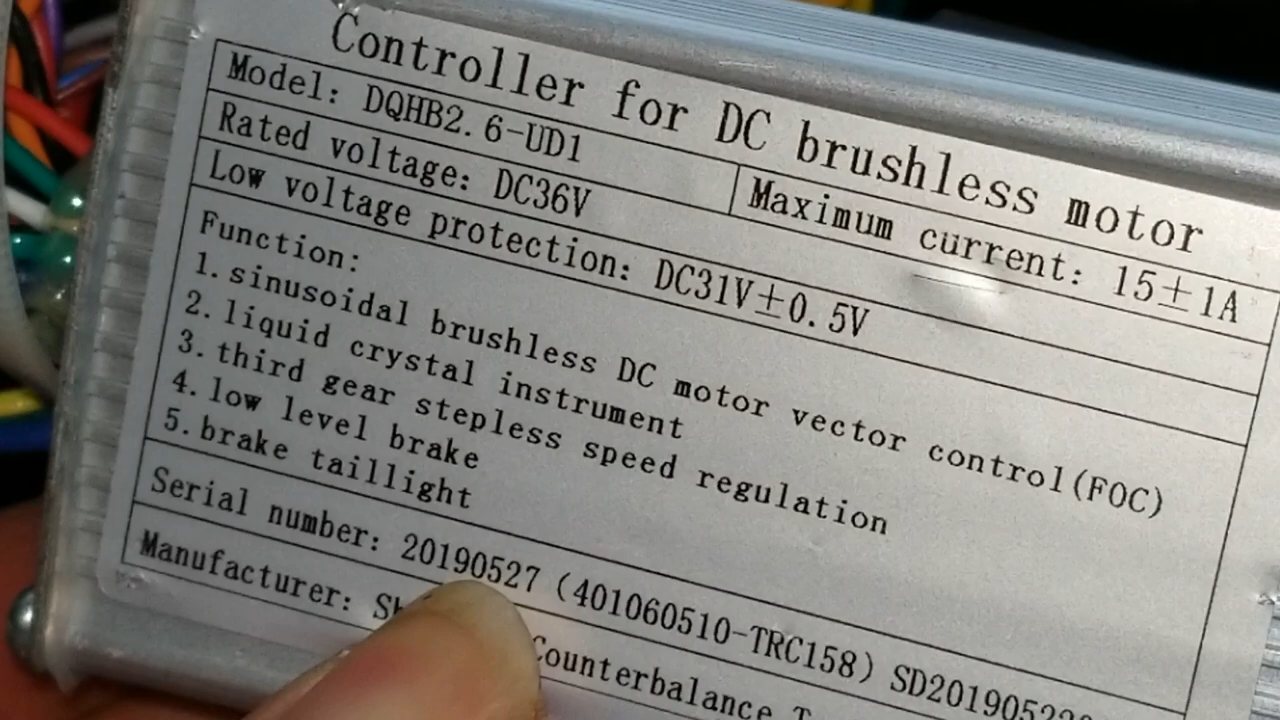 Controller for DC brushless motor
Model: DQHB2.6-UD1
Maximum current: 15±1A
Rated voltage: DC36V
Low voltage protection: DC31V±0.5V
Function:
1. sinusoidal brushless DC motor vector control(FOC)
2. liquid crystal instrument
3. third gear stepless speed regulation
4. low level brake
5. brake taillight
Serial number: 20190527 (401060510-TRC158)
Manufacturer: Counterbalance